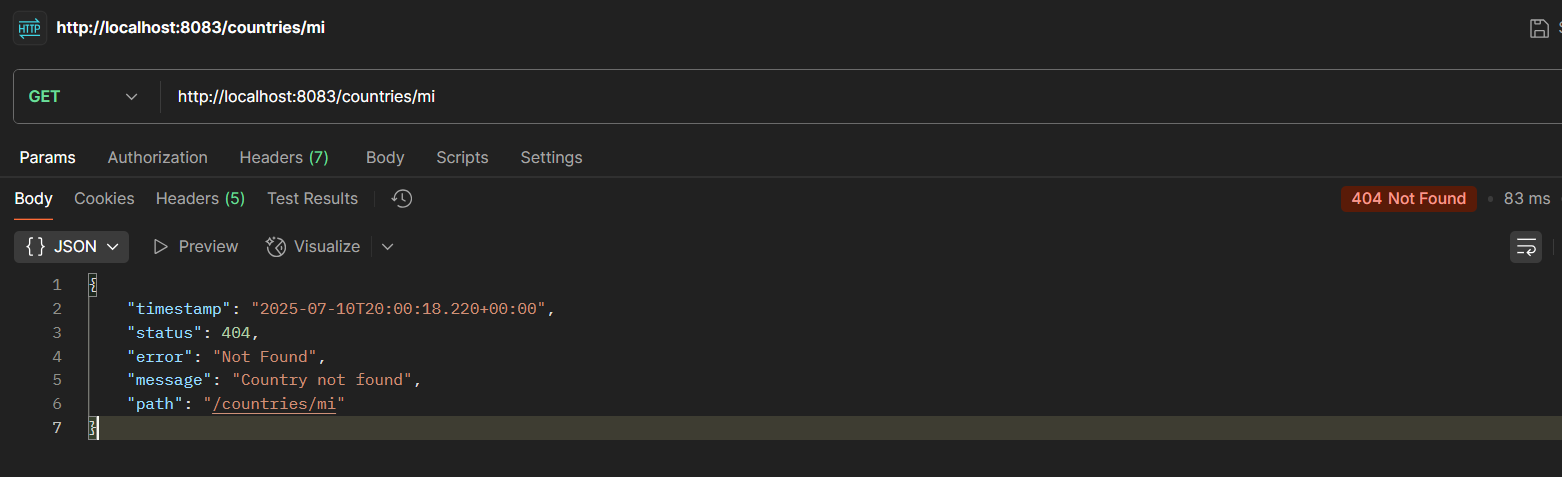 HTTP http://localhost:8083/countries/mi
GET http://localhost:8083/countries/mi
Params Authorization Headers (7) Body Scripts Settings
Body Cookies Headers (5) Test Results 404 Not Found • 83 ms
{} JSON Preview Visualize
1 {
2 "timestamp": "2025-07-10T20:00:18.220+00:00",
3 "status": 404,
4 "error": "Not Found",
5 "message": "Country not found",
6 "path": "/countries/mi"
7 }